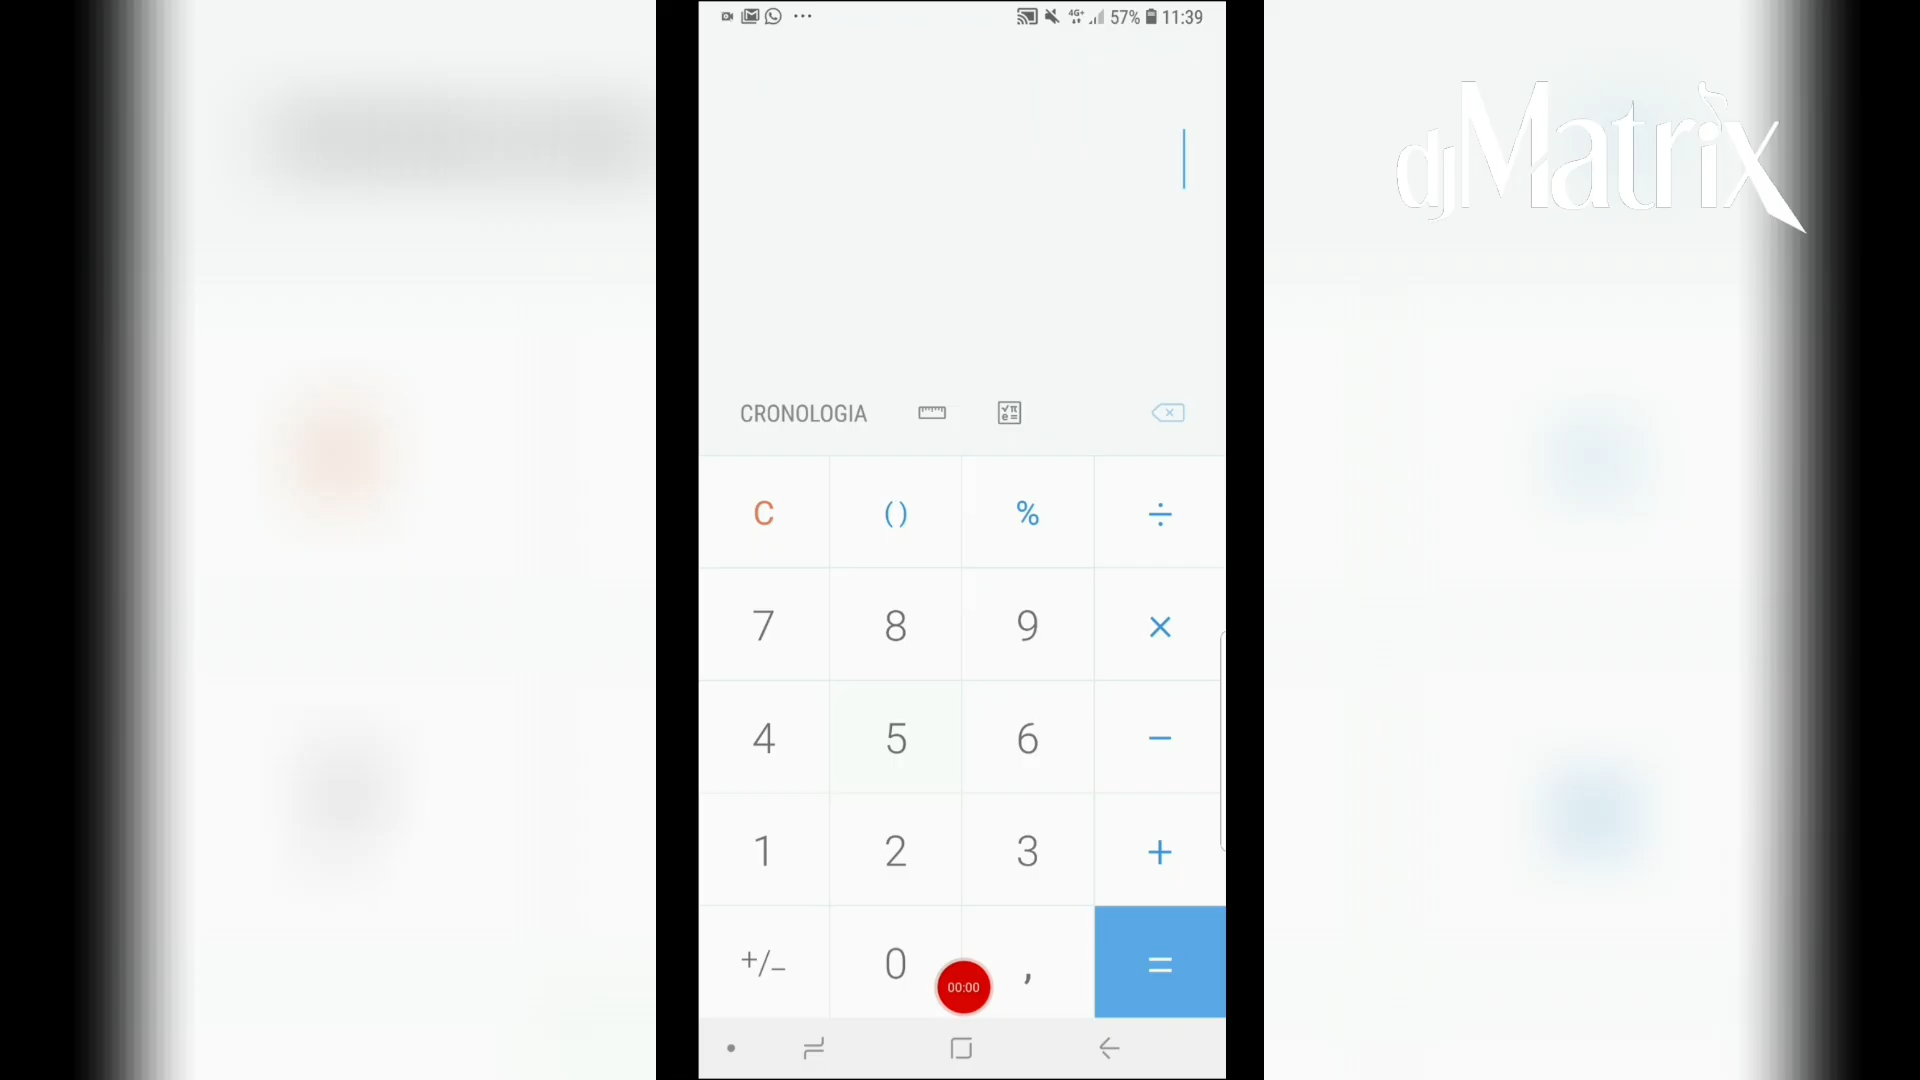 57% 11:39
djMatrix
CRONOLOGIA
C () % ÷
7 8 9 ×
4 5 6 −
1 2 3 +
+/− 0 , =
00:00